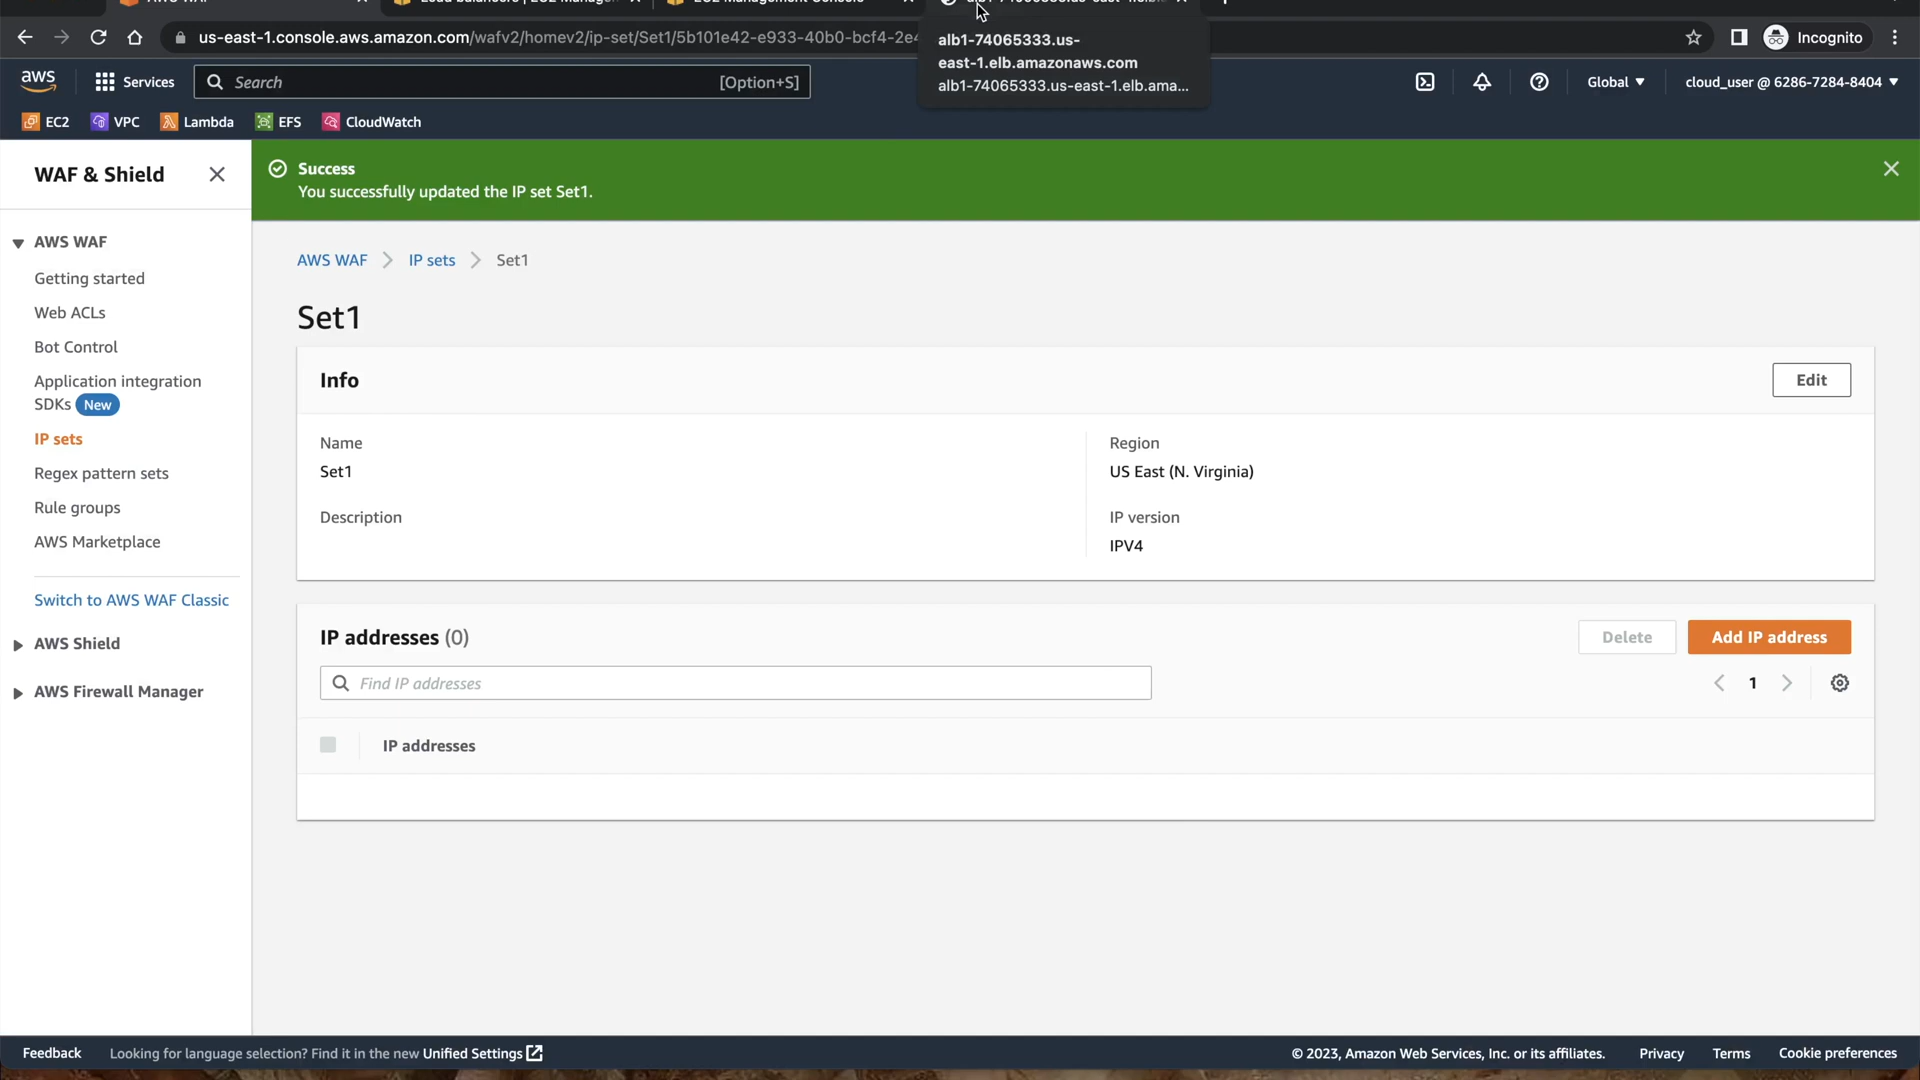 us-east-1.console.aws.amazon.com/wafv2/homev2/ip-set/Set1/5b101e42-e933-40b0-bcf4-2e4
Incognito
alb1-74065333.us-
east-1.elb.amazonaws.com
alb1-74065333.us-east-1.elb.ama...
aws
Services
Search
[Option+S]
Global
cloud_user @ 6286-7284-8404
EC2
VPC
Lambda
EFS
CloudWatch
WAF & Shield
Success
You successfully updated the IP set Set1.
AWS WAF
Getting started
Web ACLs
Bot Control
Application integration
SDKs New
IP sets
Regex pattern sets
Rule groups
AWS Marketplace
Switch to AWS WAF Classic
AWS Shield
AWS Firewall Manager
AWS WAF
IP sets
Set1
Set1
Info
Edit
Name
Set1
Region
US East (N. Virginia)
Description
IP version
IPV4
IP addresses (0)
Delete
Add IP address
Find IP addresses
1
IP addresses
Feedback
Looking for language selection? Find it in the new Unified Settings
© 2023, Amazon Web Services, Inc. or its affiliates.
Privacy
Terms
Cookie preferences